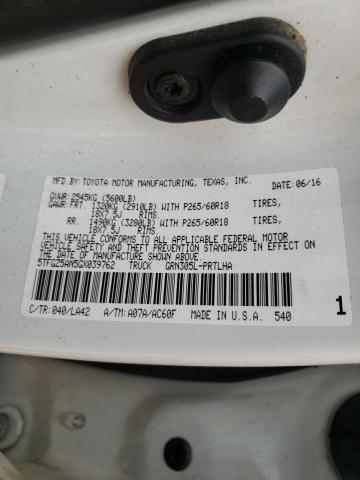 MFD.BY:TOYOTA MOTOR MANUFACTURING, TEXAS, INC. DATE: 06/16
GVWR:2545KG (5600LB)
GAWR:FRT. 1320KG (2910LB) WITH P265/60R18 TIRES,
18X7.5J RIMS.
RR. 1490KG (3280LB) WITH P265/60R18 TIRES,
18X7.5J RIMS.
THIS VEHICLE CONFORMS TO ALL APPLICABLE FEDERAL MOTOR
VEHICLE SAFETY AND THEFT PREVENTION STANDARDS IN EFFECT ON
THE DATE OF MANUFACTURE SHOWN ABOVE.
5TFGZ5AN5GX039762 TRUCK GRN305L-PRTLHA
C/TR:040/LA42 A/TM:A07A/AC60F MADE IN U.S.A. 540
1